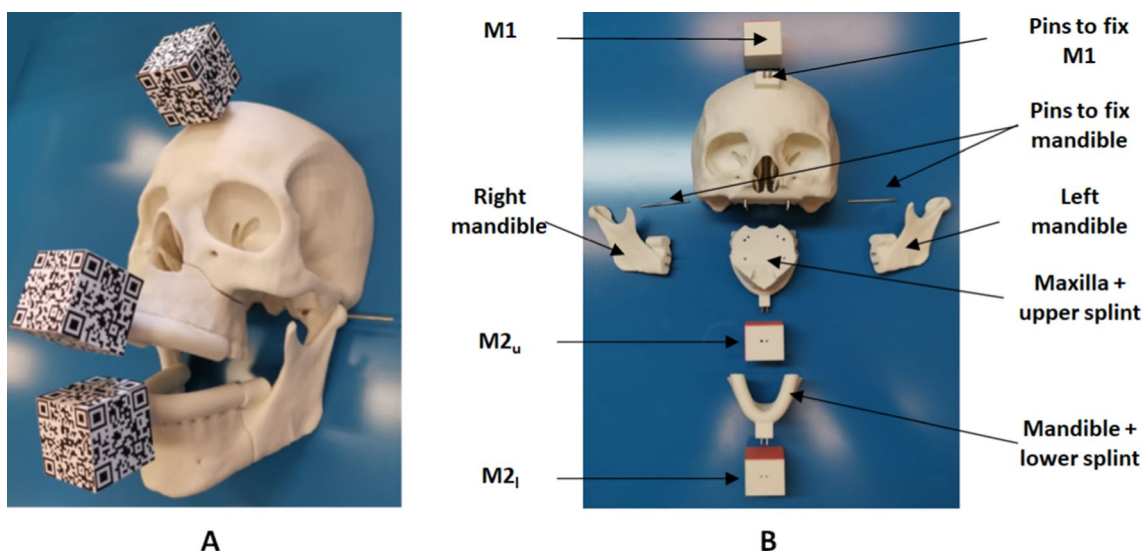 M1
Pins to fix
M1
Pins to fix
mandible
Right
mandible
Left
mandible
Maxilla +
upper splint
M2u
Mandible +
lower splint
M2l
A
B